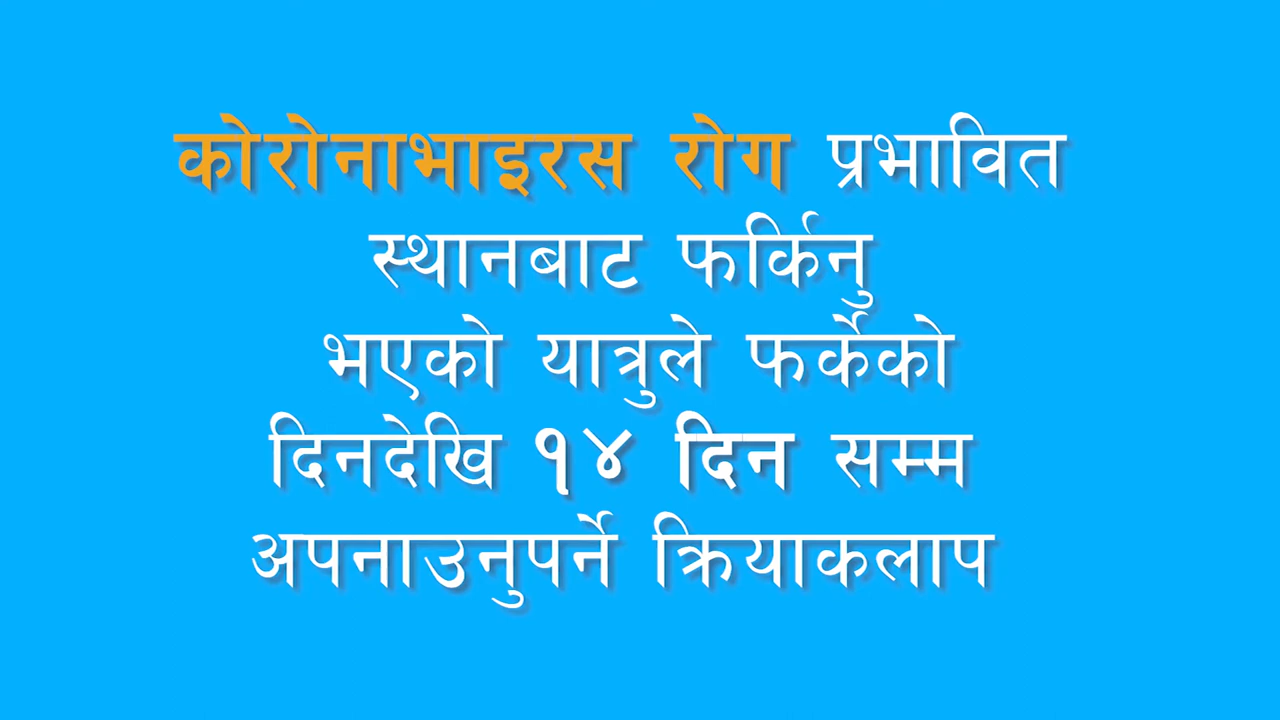 कोरोनाभाइरस रोग प्रभावित
स्थानबाट फर्किनु
भएको यात्रुले फर्केको
दिनदेखि १४ दिन सम्म
अपनाउनुपर्ने क्रियाकलाप